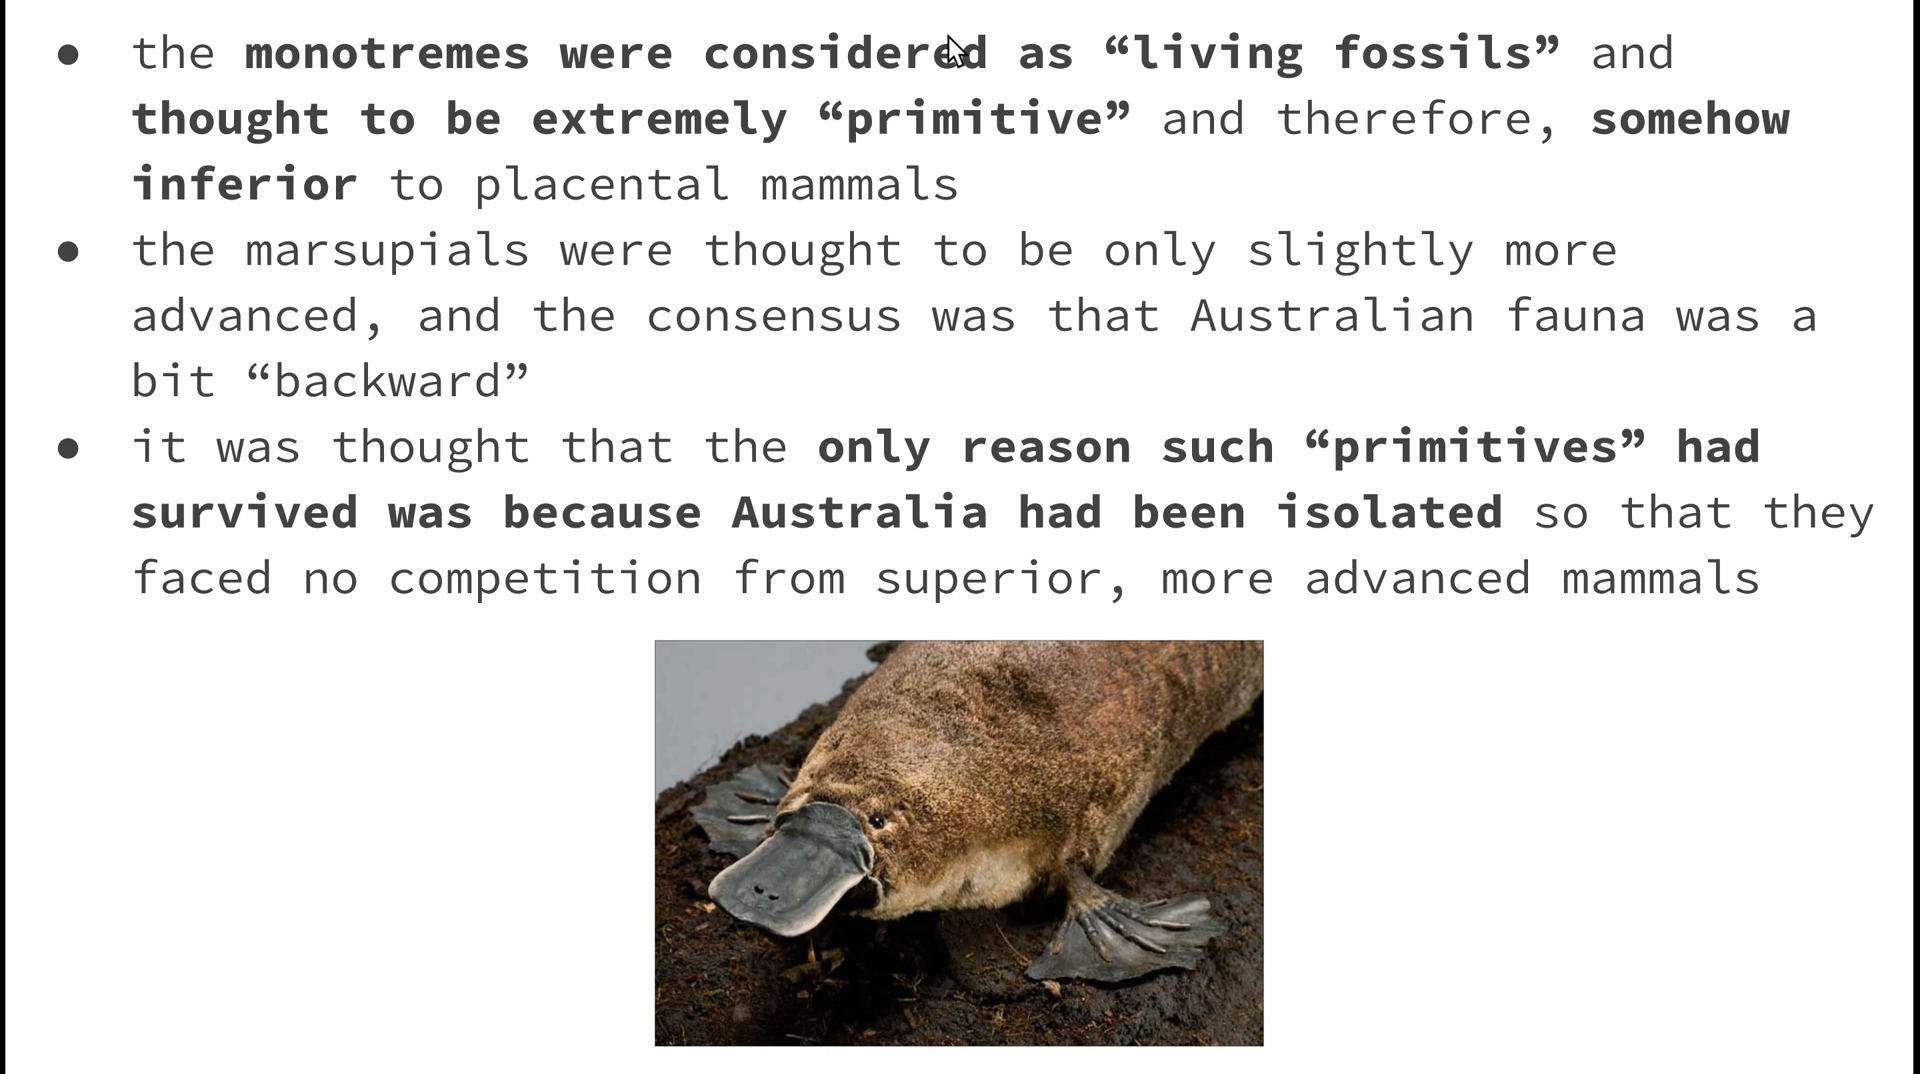 ● the monotremes were considered as “living fossils” and
thought to be extremely “primitive” and therefore, somehow
inferior to placental mammals
● the marsupials were thought to be only slightly more
advanced, and the consensus was that Australian fauna was a
bit “backward”
● it was thought that the only reason such “primitives” had
survived was because Australia had been isolated so that they
faced no competition from superior, more advanced mammals